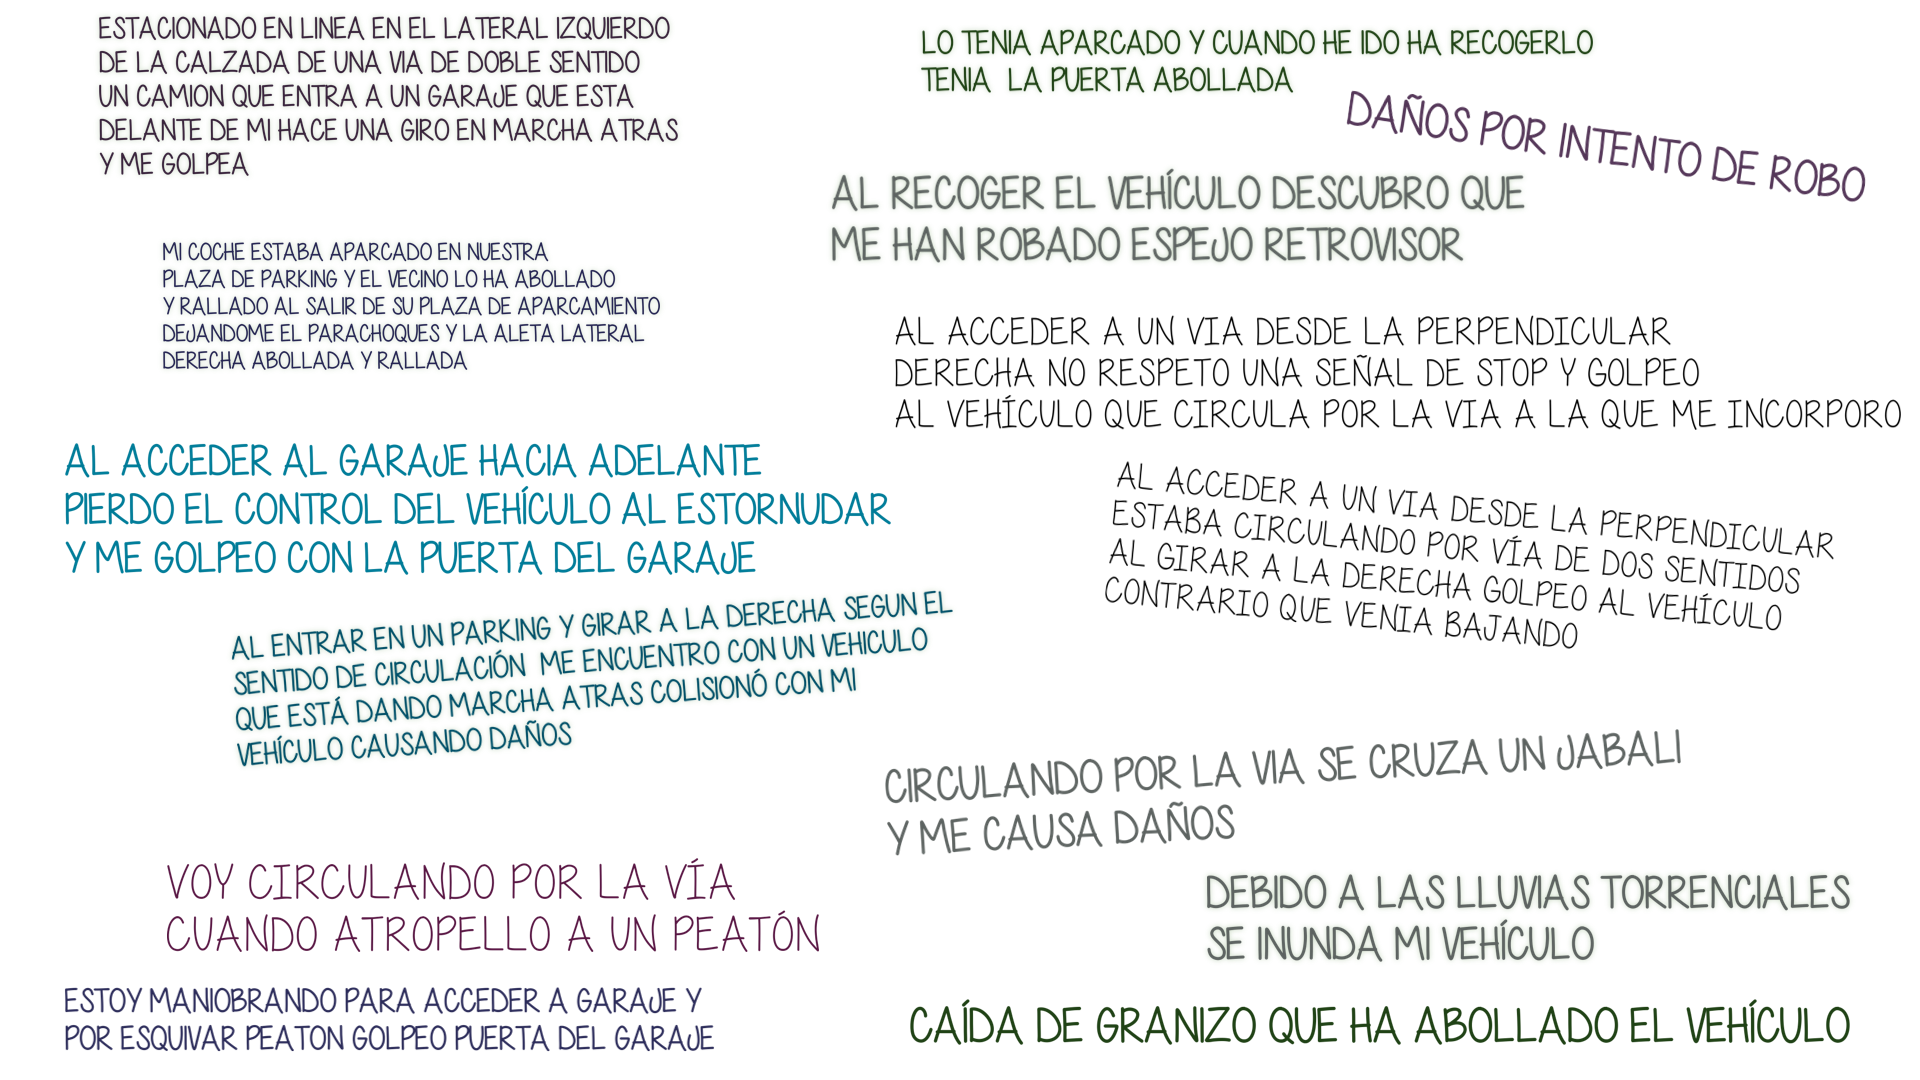 ESTACIONADO EN LINEA EN EL LATERAL IZQUIERDO
DE LA CALZADA DE UNA VIA DE DOBLE SENTIDO
UN CAMION QUE ENTRA A UN GARAJE QUE ESTA
DELANTE DE MI HACE UNA GIRO EN MARCHA ATRAS
Y ME GOLPEA
LO TENIA APARCADO Y CUANDO HE IDO HA RECOGERLO
TENIA LA PUERTA ABOLLADA
DAÑOS POR INTENTO DE ROBO
AL RECOGER EL VEHÍCULO DESCUBRO QUE
ME HAN ROBADO ESPEJO RETROVISOR
MI COCHE ESTABA APARCADO EN NUESTRA
PLAZA DE PARKING Y EL VECINO LO HA ABOLLADO
Y RALLADO AL SALIR DE SU PLAZA DE APARCAMIENTO
DEJANDOME EL PARACHOQUES Y LA ALETA LATERAL
DERECHA ABOLLADA Y RALLADA
AL ACCEDER A UN VIA DESDE LA PERPENDICULAR
DERECHA NO RESPETO UNA SEÑAL DE STOP Y GOLPEO
AL VEHÍCULO QUE CIRCULA POR LA VIA A LA QUE ME INCORPORO
AL ACCEDER AL GARAJE HACIA ADELANTE
PIERDO EL CONTROL DEL VEHÍCULO AL ESTORNUDAR
Y ME GOLPEO CON LA PUERTA DEL GARAJE
AL ACCEDER A UN VIA DESDE LA PERPENDICULAR
ESTABA CIRCULANDO POR VÍA DE DOS SENTIDOS
AL GIRAR A LA DERECHA GOLPEO AL VEHÍCULO
CONTRARIO QUE VENIA BAJANDO
AL ENTRAR EN UN PARKING Y GIRAR A LA DERECHA SEGUN EL
SENTIDO DE CIRCULACIÓN ME ENCUENTRO CON UN VEHICULO
QUE ESTÁ DANDO MARCHA ATRAS COLISIONÓ CON MI
VEHÍCULO CAUSANDO DAÑOS
CIRCULANDO POR LA VIA SE CRUZA UN JABALI
Y ME CAUSA DAÑOS
VOY CIRCULANDO POR LA VÍA
CUANDO ATROPELLO A UN PEATÓN
DEBIDO A LAS LLUVIAS TORRENCIALES
SE INUNDA MI VEHÍCULO
ESTOY MANIOBRANDO PARA ACCEDER A GARAJE Y
POR ESQUIVAR PEATON GOLPEO PUERTA DEL GARAJE
CAÍDA DE GRANIZO QUE HA ABOLLADO EL VEHÍCULO